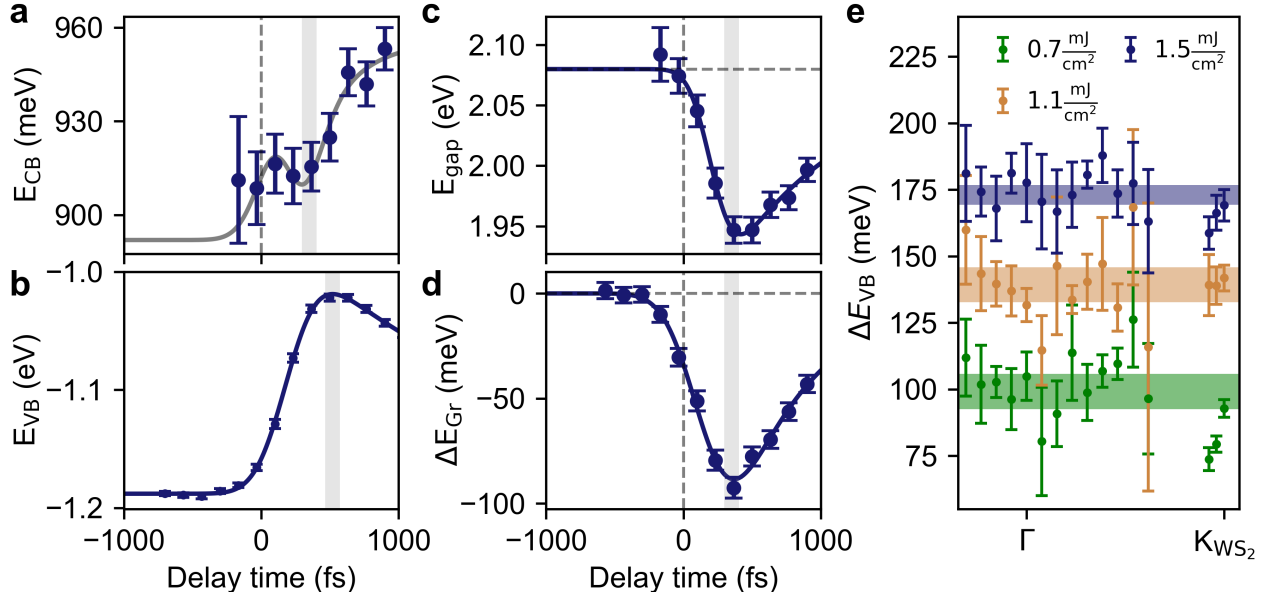 a
960
930
900
E_CB (meV)
b
−1.0
−1.1
−1.2
E_VB (eV)
−1000 0 1000
Delay time (fs)
c
2.10
2.05
2.00
1.95
E_gap (eV)
d
0
−50
−100
ΔE_Gr (meV)
−1000 0 1000
Delay time (fs)
e
0.7 mJ/cm²
1.5 mJ/cm²
1.1 mJ/cm²
225
200
175
150
125
100
75
ΔE_VB (meV)
Γ K_WS₂